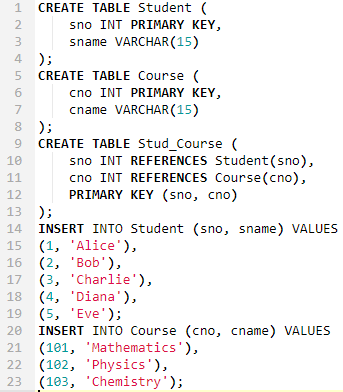 1 CREATE TABLE Student (
2     sno INT PRIMARY KEY,
3     sname VARCHAR(15)
4 );
5 CREATE TABLE Course (
6     cno INT PRIMARY KEY,
7     cname VARCHAR(15)
8 );
9 CREATE TABLE Stud_Course (
10     sno INT REFERENCES Student(sno),
11     cno INT REFERENCES Course(cno),
12     PRIMARY KEY (sno, cno)
13 );
14 INSERT INTO Student (sno, sname) VALUES
15 (1, 'Alice'),
16 (2, 'Bob'),
17 (3, 'Charlie'),
18 (4, 'Diana'),
19 (5, 'Eve');
20 INSERT INTO Course (cno, cname) VALUES
21 (101, 'Mathematics'),
22 (102, 'Physics'),
23 (103, 'Chemistry');